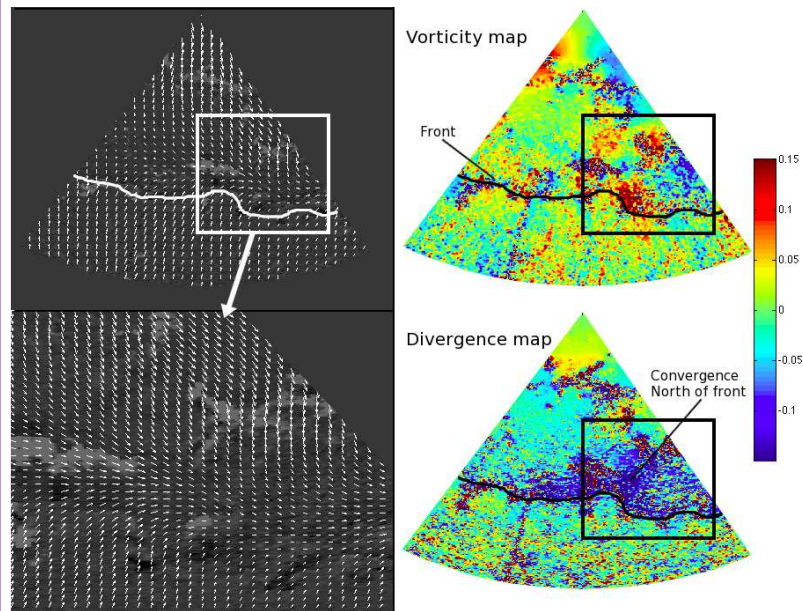 Vorticity map
Front
0.15
0.1
0.05
0
-0.05
-0.1
Divergence map
Convergence
North of front